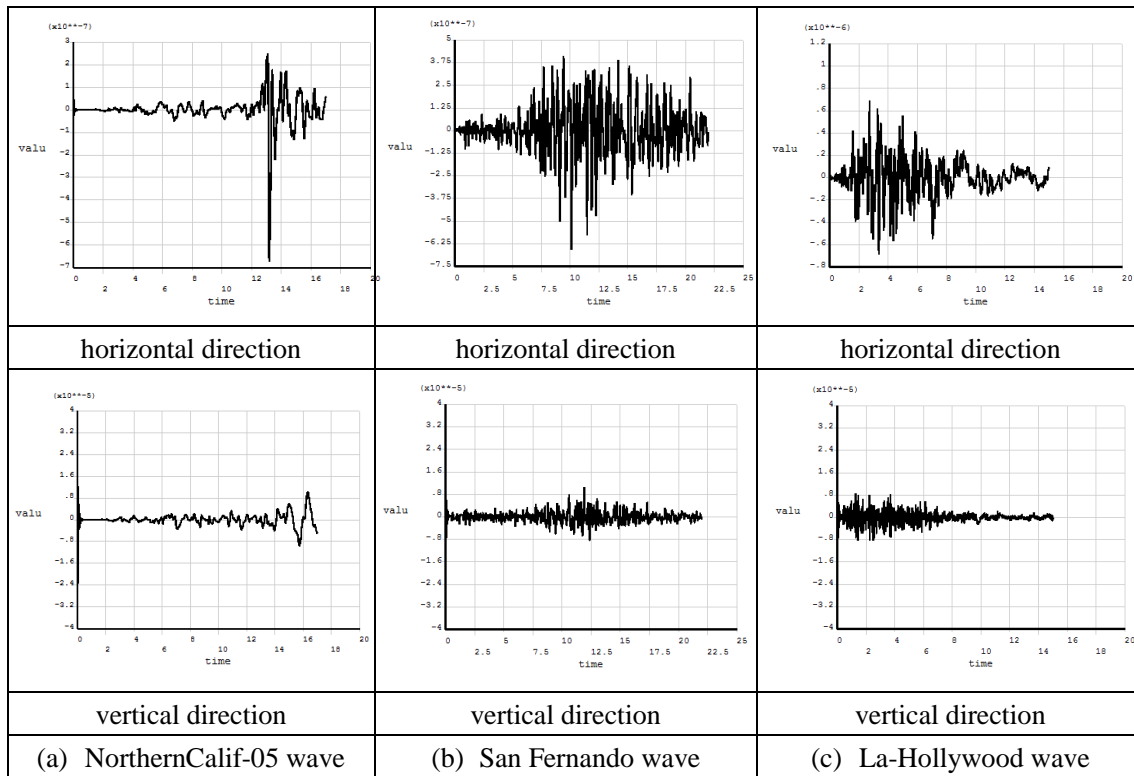 (x10**-7)
3
2
1
0
-1
valu
-2
-3
-4
-5
-6
-7
0 4 8 12 16 20
2 6 10 14 18
time
(x10**-7)
5
3.75
2.5
1.25
0
-1.25
valu
-2.5
-3.75
-5
-6.25
-7.5
0 5 10 15 20 25
2.5 7.5 12.5 17.5 22.5
time
(x10**-6)
1.2
1
.8
.6
.4
valu
.2
0
-.2
-.4
-.6
-.8
0 4 8 12 16 20
2 6 10 14 18
time
horizontal direction
horizontal direction
horizontal direction
(x10**-5)
4
3.2
2.4
1.6
.8
valu
0
-.8
-1.6
-2.4
-3.2
-4
0 4 8 12 16 20
2 6 10 14 18
time
(x10**-5)
4
3.2
2.4
1.6
.8
valu
0
-.8
-1.6
-2.4
-3.2
-4
0 5 10 15 20 25
2.5 7.5 12.5 17.5 22.5
time
(x10**-5)
4
3.2
2.4
1.6
.8
valu
0
-.8
-1.6
-2.4
-3.2
-4
0 4 8 12 16 20
2 6 10 14 18
time
vertical direction
vertical direction
vertical direction
(a) NorthernCalif-05 wave
(b) San Fernando wave
(c) La-Hollywood wave